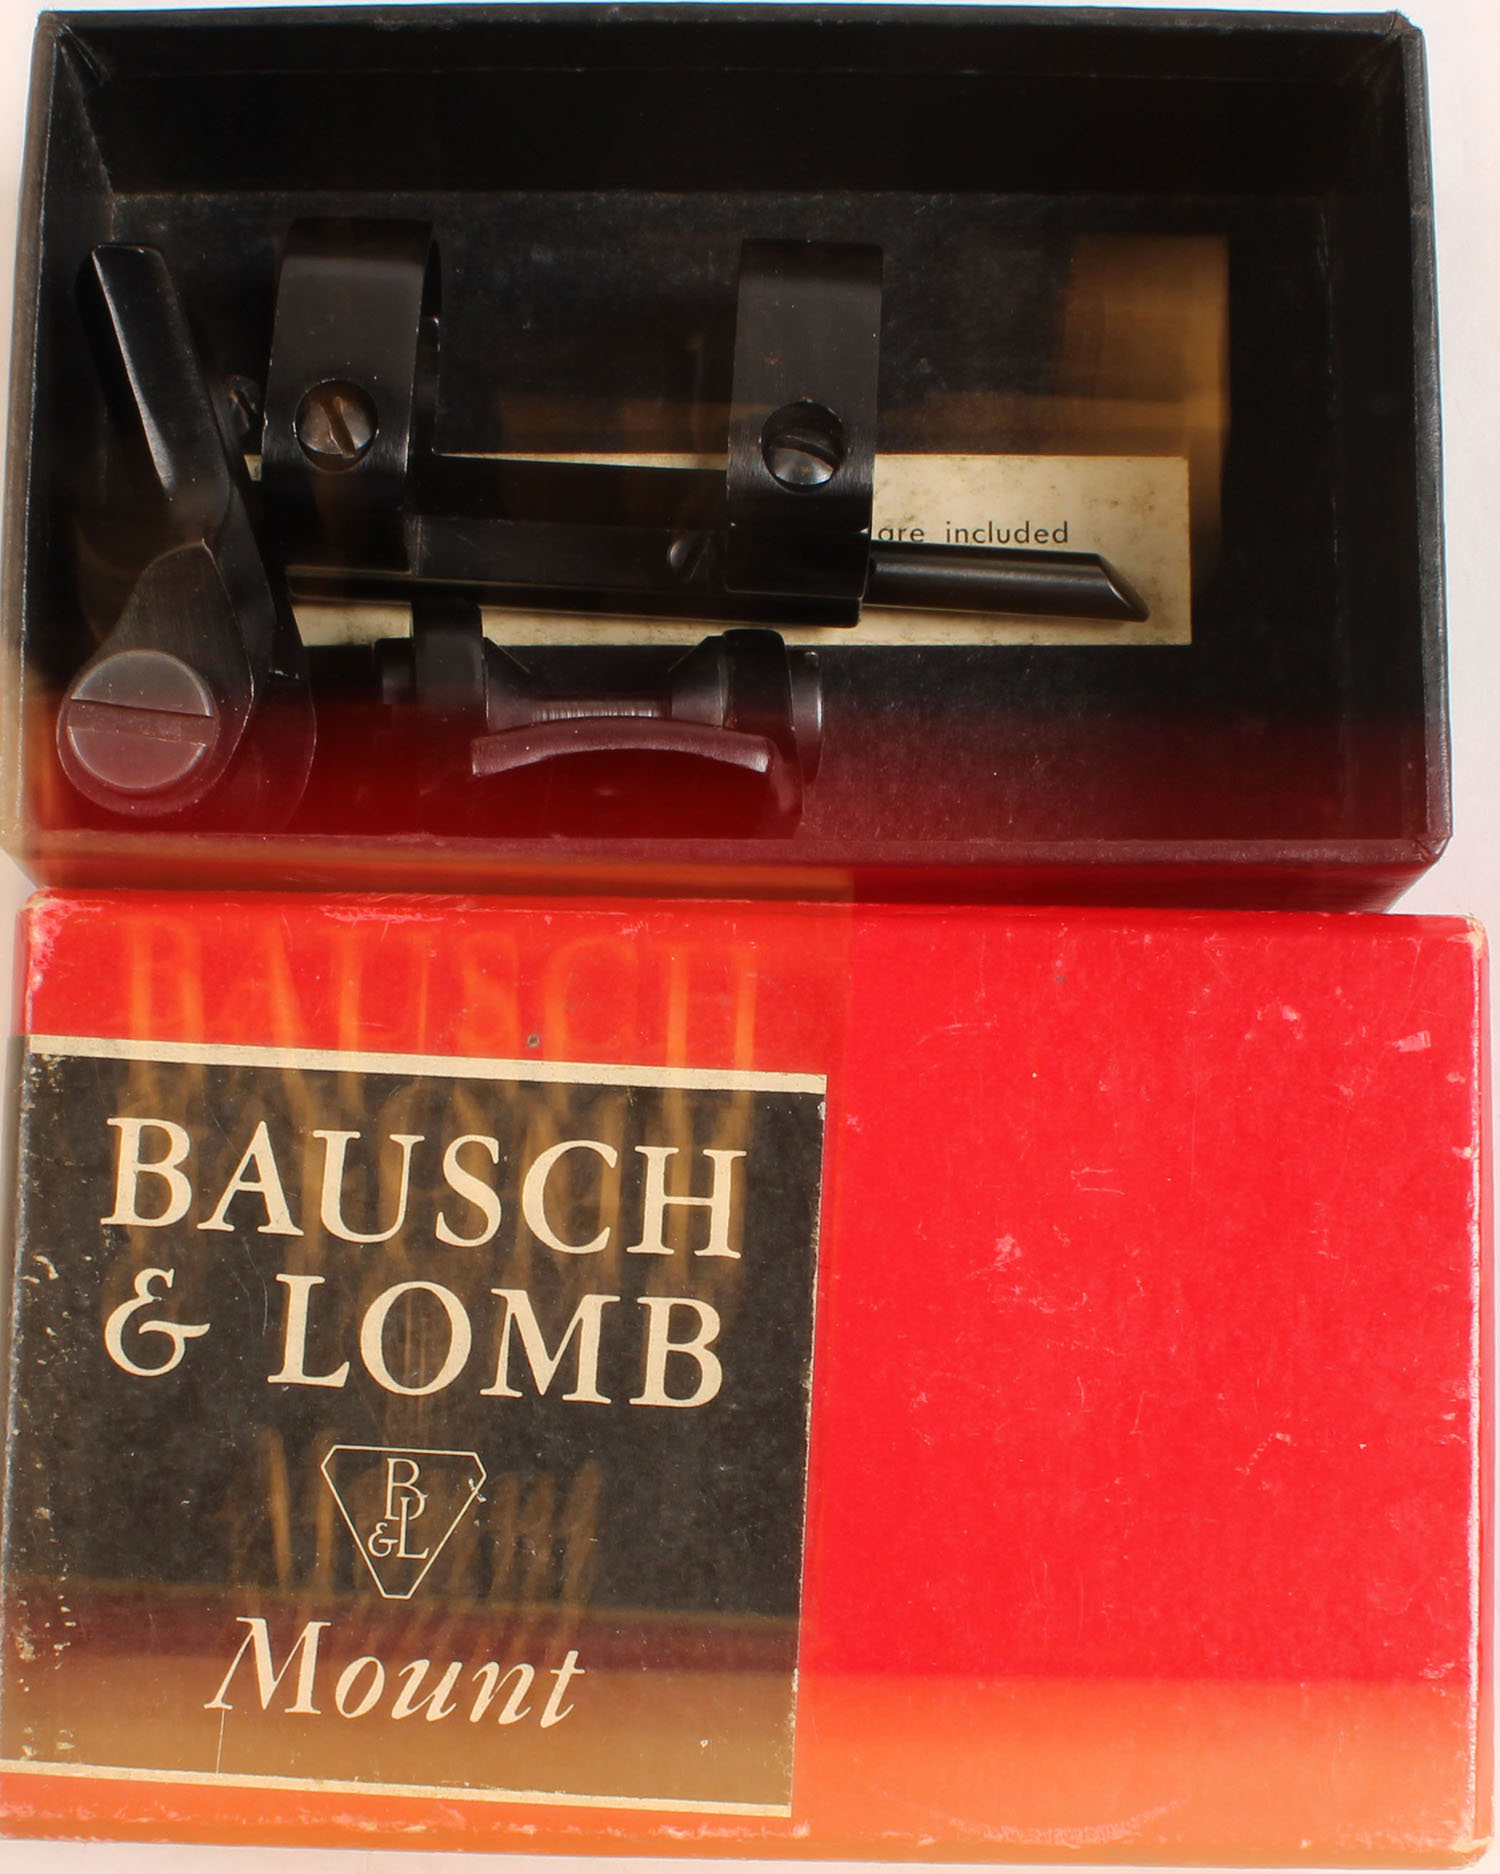 are included
BAUSCH
& LOMB
B
&L
Mount